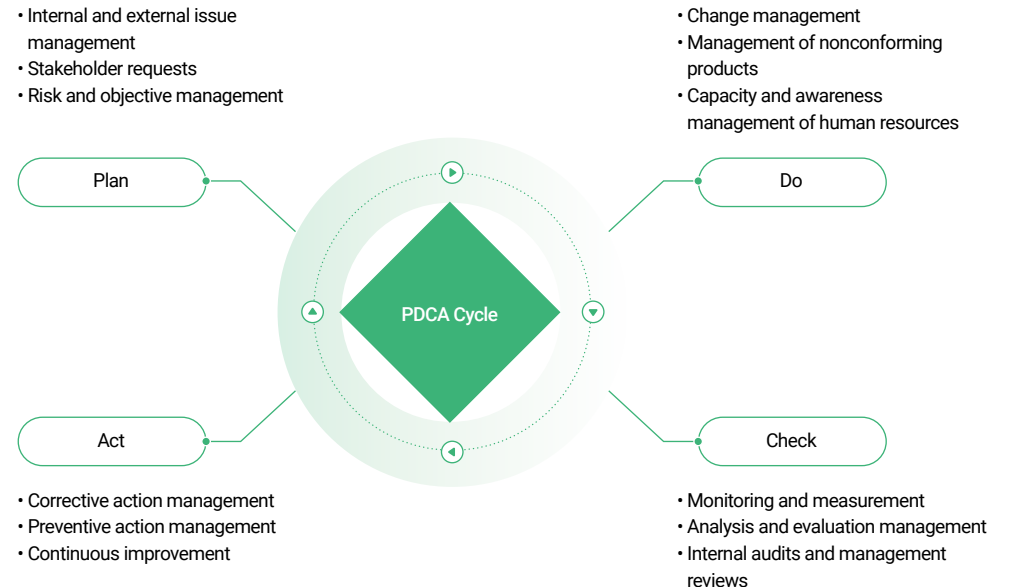 • Internal and external issue
management
• Stakeholder requests
• Risk and objective management
Plan
• Change management
• Management of nonconforming
products
• Capacity and awareness
management of human resources
Do
PDCA Cycle
Act
• Corrective action management
• Preventive action management
• Continuous improvement
Check
• Monitoring and measurement
• Analysis and evaluation management
• Internal audits and management
reviews